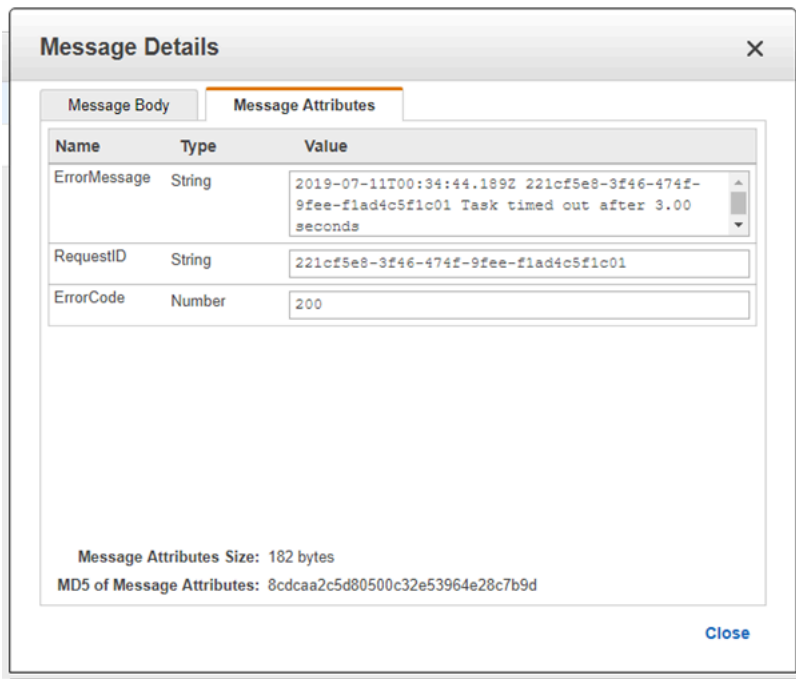 Message Details
Message Body Message Attributes
Name Type Value
ErrorMessage String 2019-07-11T00:34:44.189Z 221cf5e8-3f46-474f-
9fee-f1ad4c5f1c01 Task timed out after 3.00
seconds
RequestID String 221cf5e8-3f46-474f-9fee-f1ad4c5f1c01
ErrorCode Number 200
Message Attributes Size: 182 bytes
MD5 of Message Attributes: 8cdcaa2c5d80500c32e53964e28c7b9d
Close